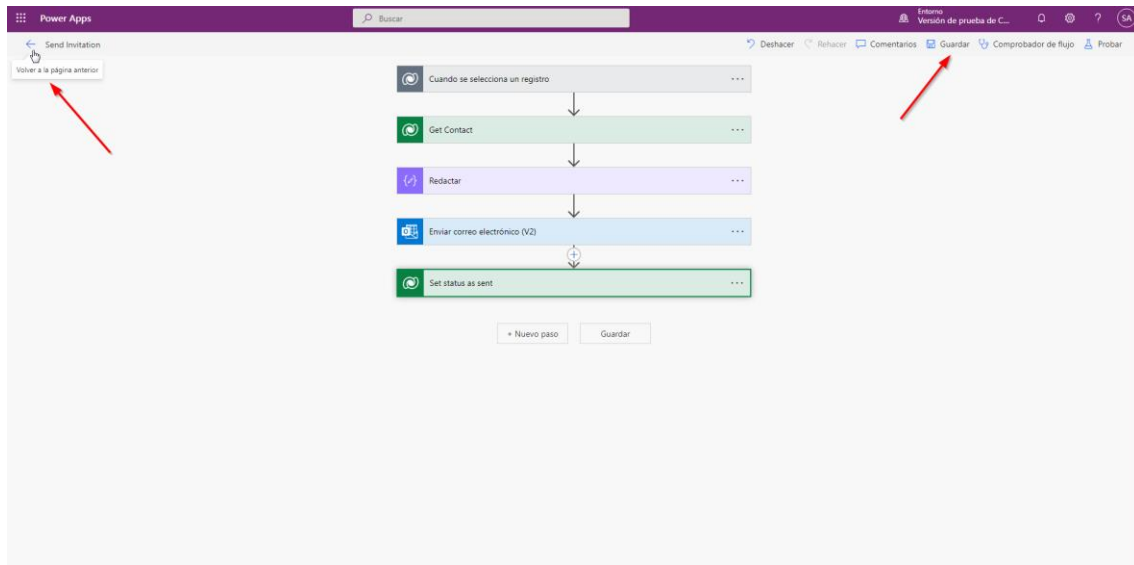 Power Apps
Buscar
Entorno
Versión de prueba de C...
?
SA
Send Invitation
Deshacer
Rehacer
Comentarios
Guardar
Comprobador de flujo
Probar
Volver a la página anterior
Cuando se selecciona un registro
Get Contact
Redactar
Enviar correo electrónico (V2)
Set status as sent
+ Nuevo paso
Guardar